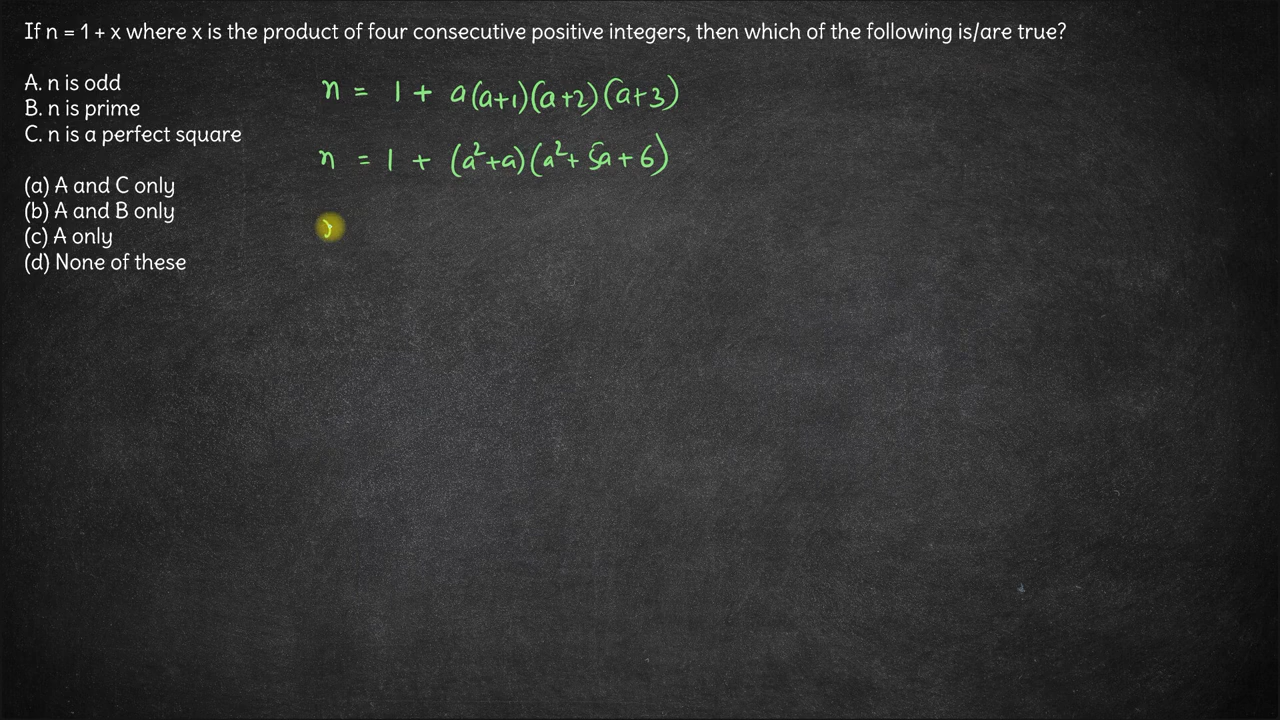 If n = 1 + x where x is the product of four consecutive positive integers, then which of the following is/are true?
A. n is odd
B. n is prime
C. n is a perfect square
(a) A and C only
(b) A and B only
(c) A only
(d) None of these
n = 1 + a(a+1)(a+2)(a+3)
n = 1 + (a²+a)(a²+5a+6)